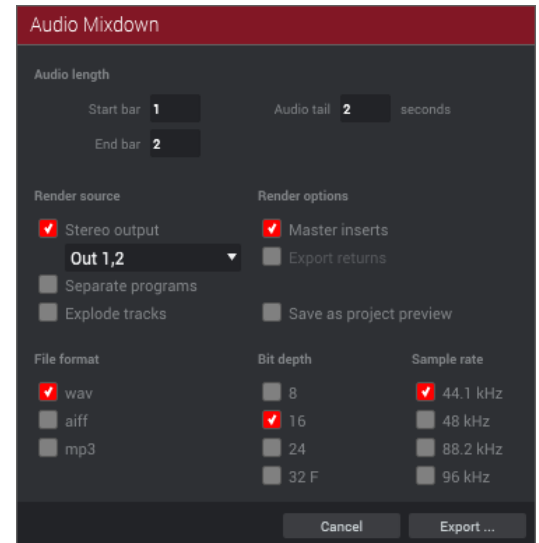 Audio Mixdown
Audio length
Start bar 1 Audio tail 2 seconds
End bar 2
Render source Render options
Stereo output Master inserts
Out 1,2 Export returns
Separate programs
Explode tracks Save as project preview
File format Bit depth Sample rate
wav 8 44.1 kHz
aiff 16 48 kHz
mp3 24 88.2 kHz
32 F 96 kHz
Cancel Export ...